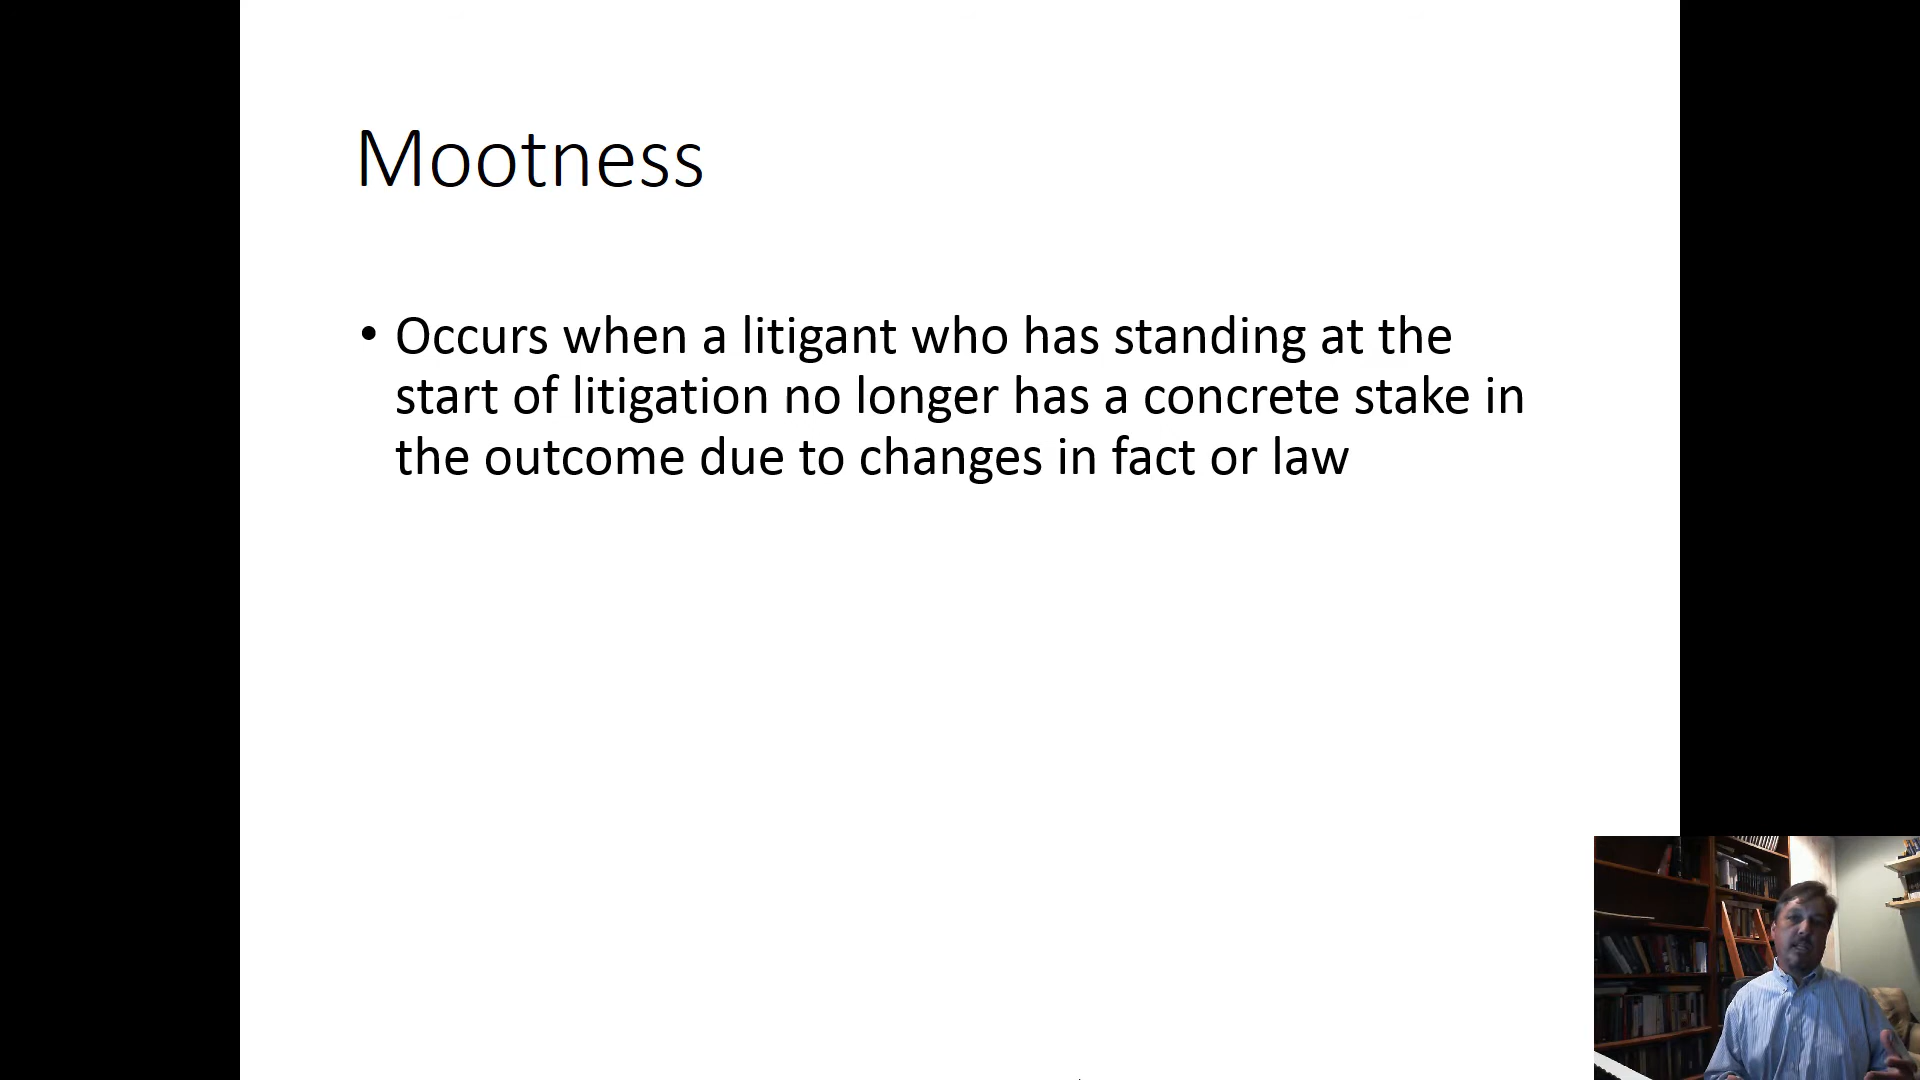 Mootness
• Occurs when a litigant who has standing at the
start of litigation no longer has a concrete stake in
the outcome due to changes in fact or law